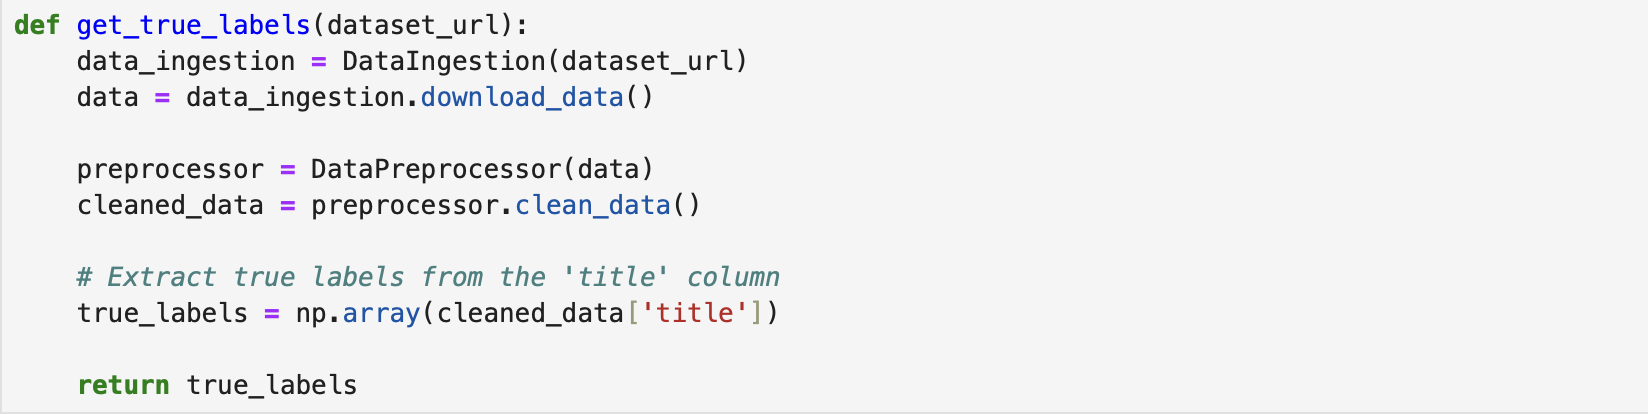 def get_true_labels(dataset_url):
    data_ingestion = DataIngestion(dataset_url)
    data = data_ingestion.download_data()
    preprocessor = DataPreprocessor(data)
    cleaned_data = preprocessor.clean_data()
    # Extract true labels from the 'title' column
    true_labels = np.array(cleaned_data['title'])
    return true_labels